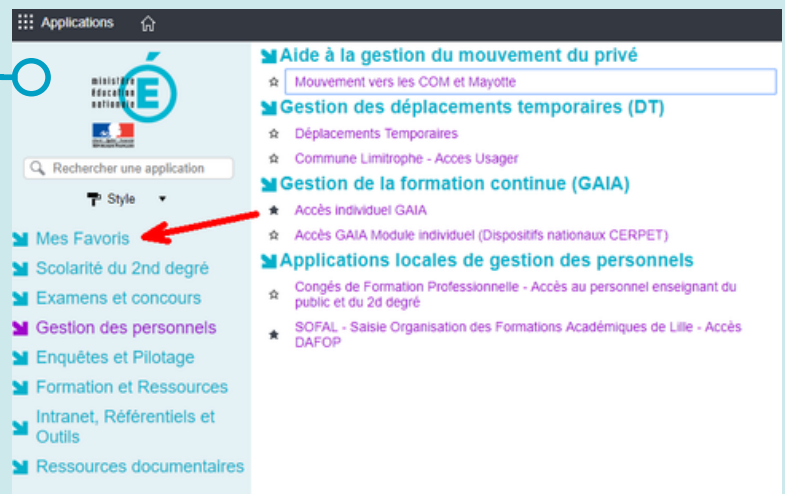 Applications
ministère
éducation
nationale
É
Rechercher une application
Style
Mes Favoris
Scolarité du 2nd degré
Examens et concours
Gestion des personnels
Enquêtes et Pilotage
Formation et Ressources
Intranet, Référentiels et
Outils
Ressources documentaires
Aide à la gestion du mouvement du privé
Mouvement vers les COM et Mayotte
Gestion des déplacements temporaires (DT)
Déplacements Temporaires
Commune Limitrophe - Acces Usager
Gestion de la formation continue (GAIA)
Accès individuel GAIA
Accès GAIA Module individuel (Dispositifs nationaux CERPET)
Applications locales de gestion des personnels
Congés de Formation Professionnelle - Accès au personnel enseignant du
public et du 2d degré
SOFAL - Saisie Organisation des Formations Académiques de Lille - Accès
DAFOP